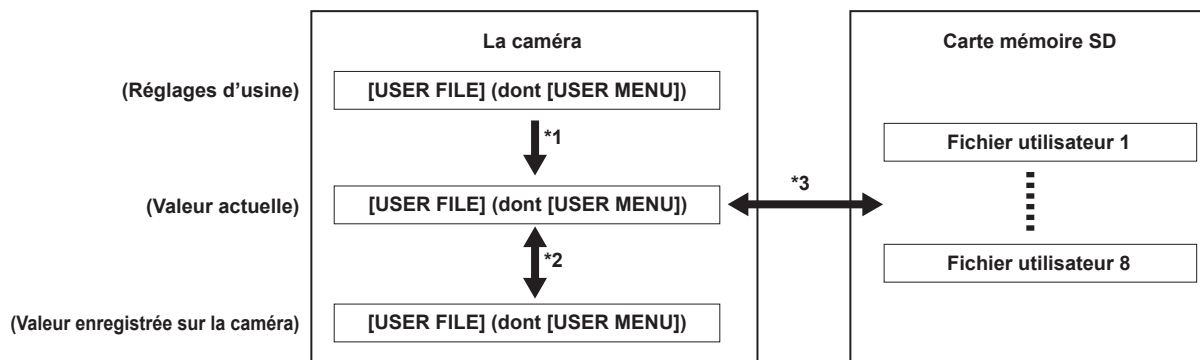 La caméra
Carte mémoire SD
(Réglages d’usine)
[USER FILE] (dont [USER MENU])
*1
Fichier utilisateur 1
*3
(Valeur actuelle)
[USER FILE] (dont [USER MENU])
*2
Fichier utilisateur 8
(Valeur enregistrée sur la caméra)
[USER FILE] (dont [USER MENU])